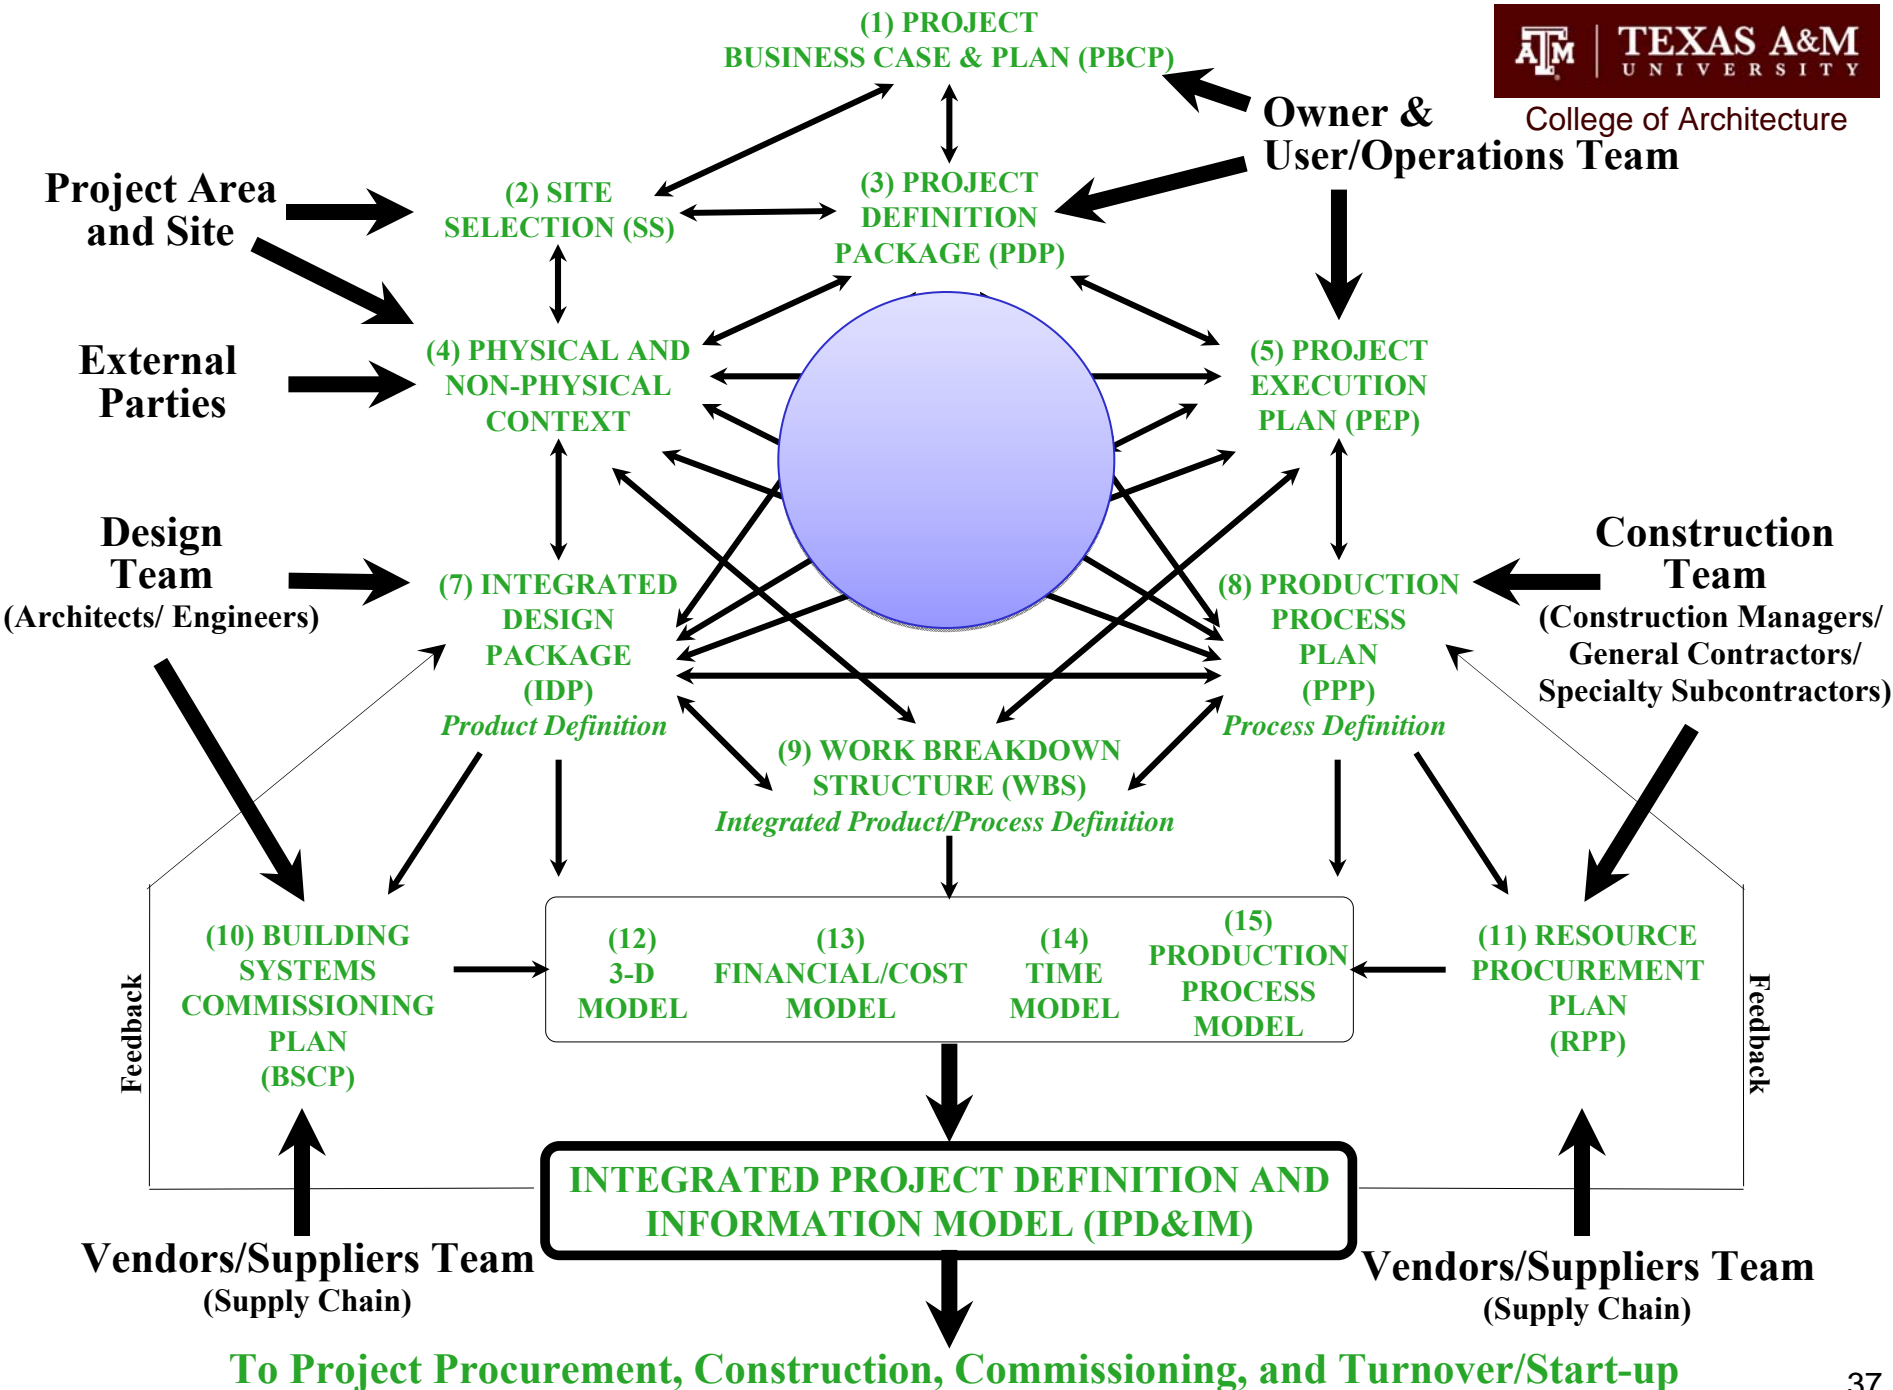 (1) PROJECT
BUSINESS CASE & PLAN (PBCP)
ATM
TEXAS A&M
UNIVERSITY
College of Architecture
Owner &
User/Operations Team
Project Area
and Site
(2) SITE
SELECTION (SS)
(3) PROJECT
DEFINITION
PACKAGE (PDP)
External
Parties
(4) PHYSICAL AND
NON-PHYSICAL
CONTEXT
(5) PROJECT
EXECUTION
PLAN (PEP)
Design
Team
(Architects/ Engineers)
(7) INTEGRATED
DESIGN
PACKAGE
(IDP)
Product Definition
(8) PRODUCTION
PROCESS
PLAN
(PPP)
Process Definition
Construction
Team
(Construction Managers/
General Contractors/
Specialty Subcontractors)
(9) WORK BREAKDOWN
STRUCTURE (WBS)
Integrated Product/Process Definition
Feedback
(10) BUILDING
SYSTEMS
COMMISSIONING
PLAN
(BSCP)
(12)
3-D
MODEL
(13)
FINANCIAL/COST
MODEL
(14)
TIME
MODEL
(15)
PRODUCTION
PROCESS
MODEL
(11) RESOURCE
PROCUREMENT
PLAN
(RPP)
Feedback
INTEGRATED PROJECT DEFINITION AND
INFORMATION MODEL (IPD&IM)
Vendors/Suppliers Team
(Supply Chain)
Vendors/Suppliers Team
(Supply Chain)
To Project Procurement, Construction, Commissioning, and Turnover/Start-up
37